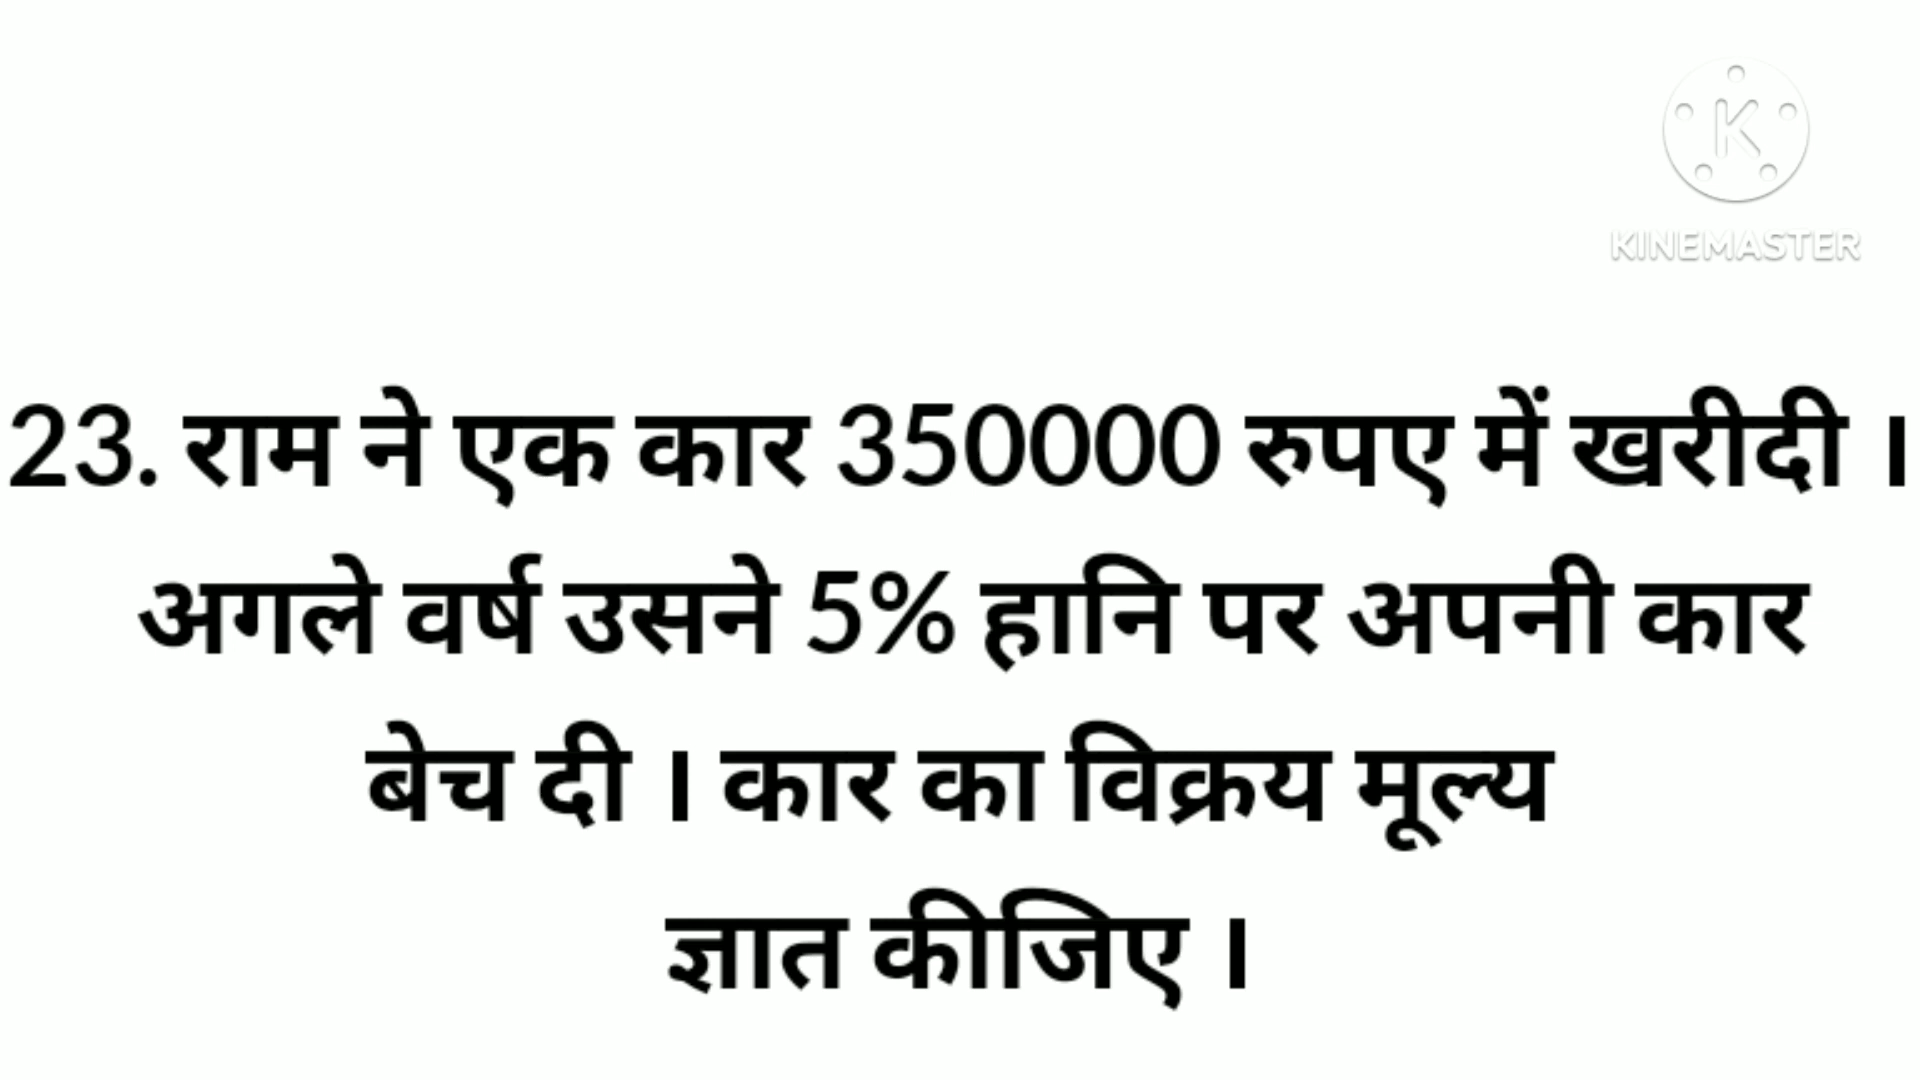 KINEMASTER
23. राम ने एक कार 350000 रुपए में खरीदी ।
अगले वर्ष उसने 5% हानि पर अपनी कार
बेच दी । कार का विक्रय मूल्य
ज्ञात कीजिए ।